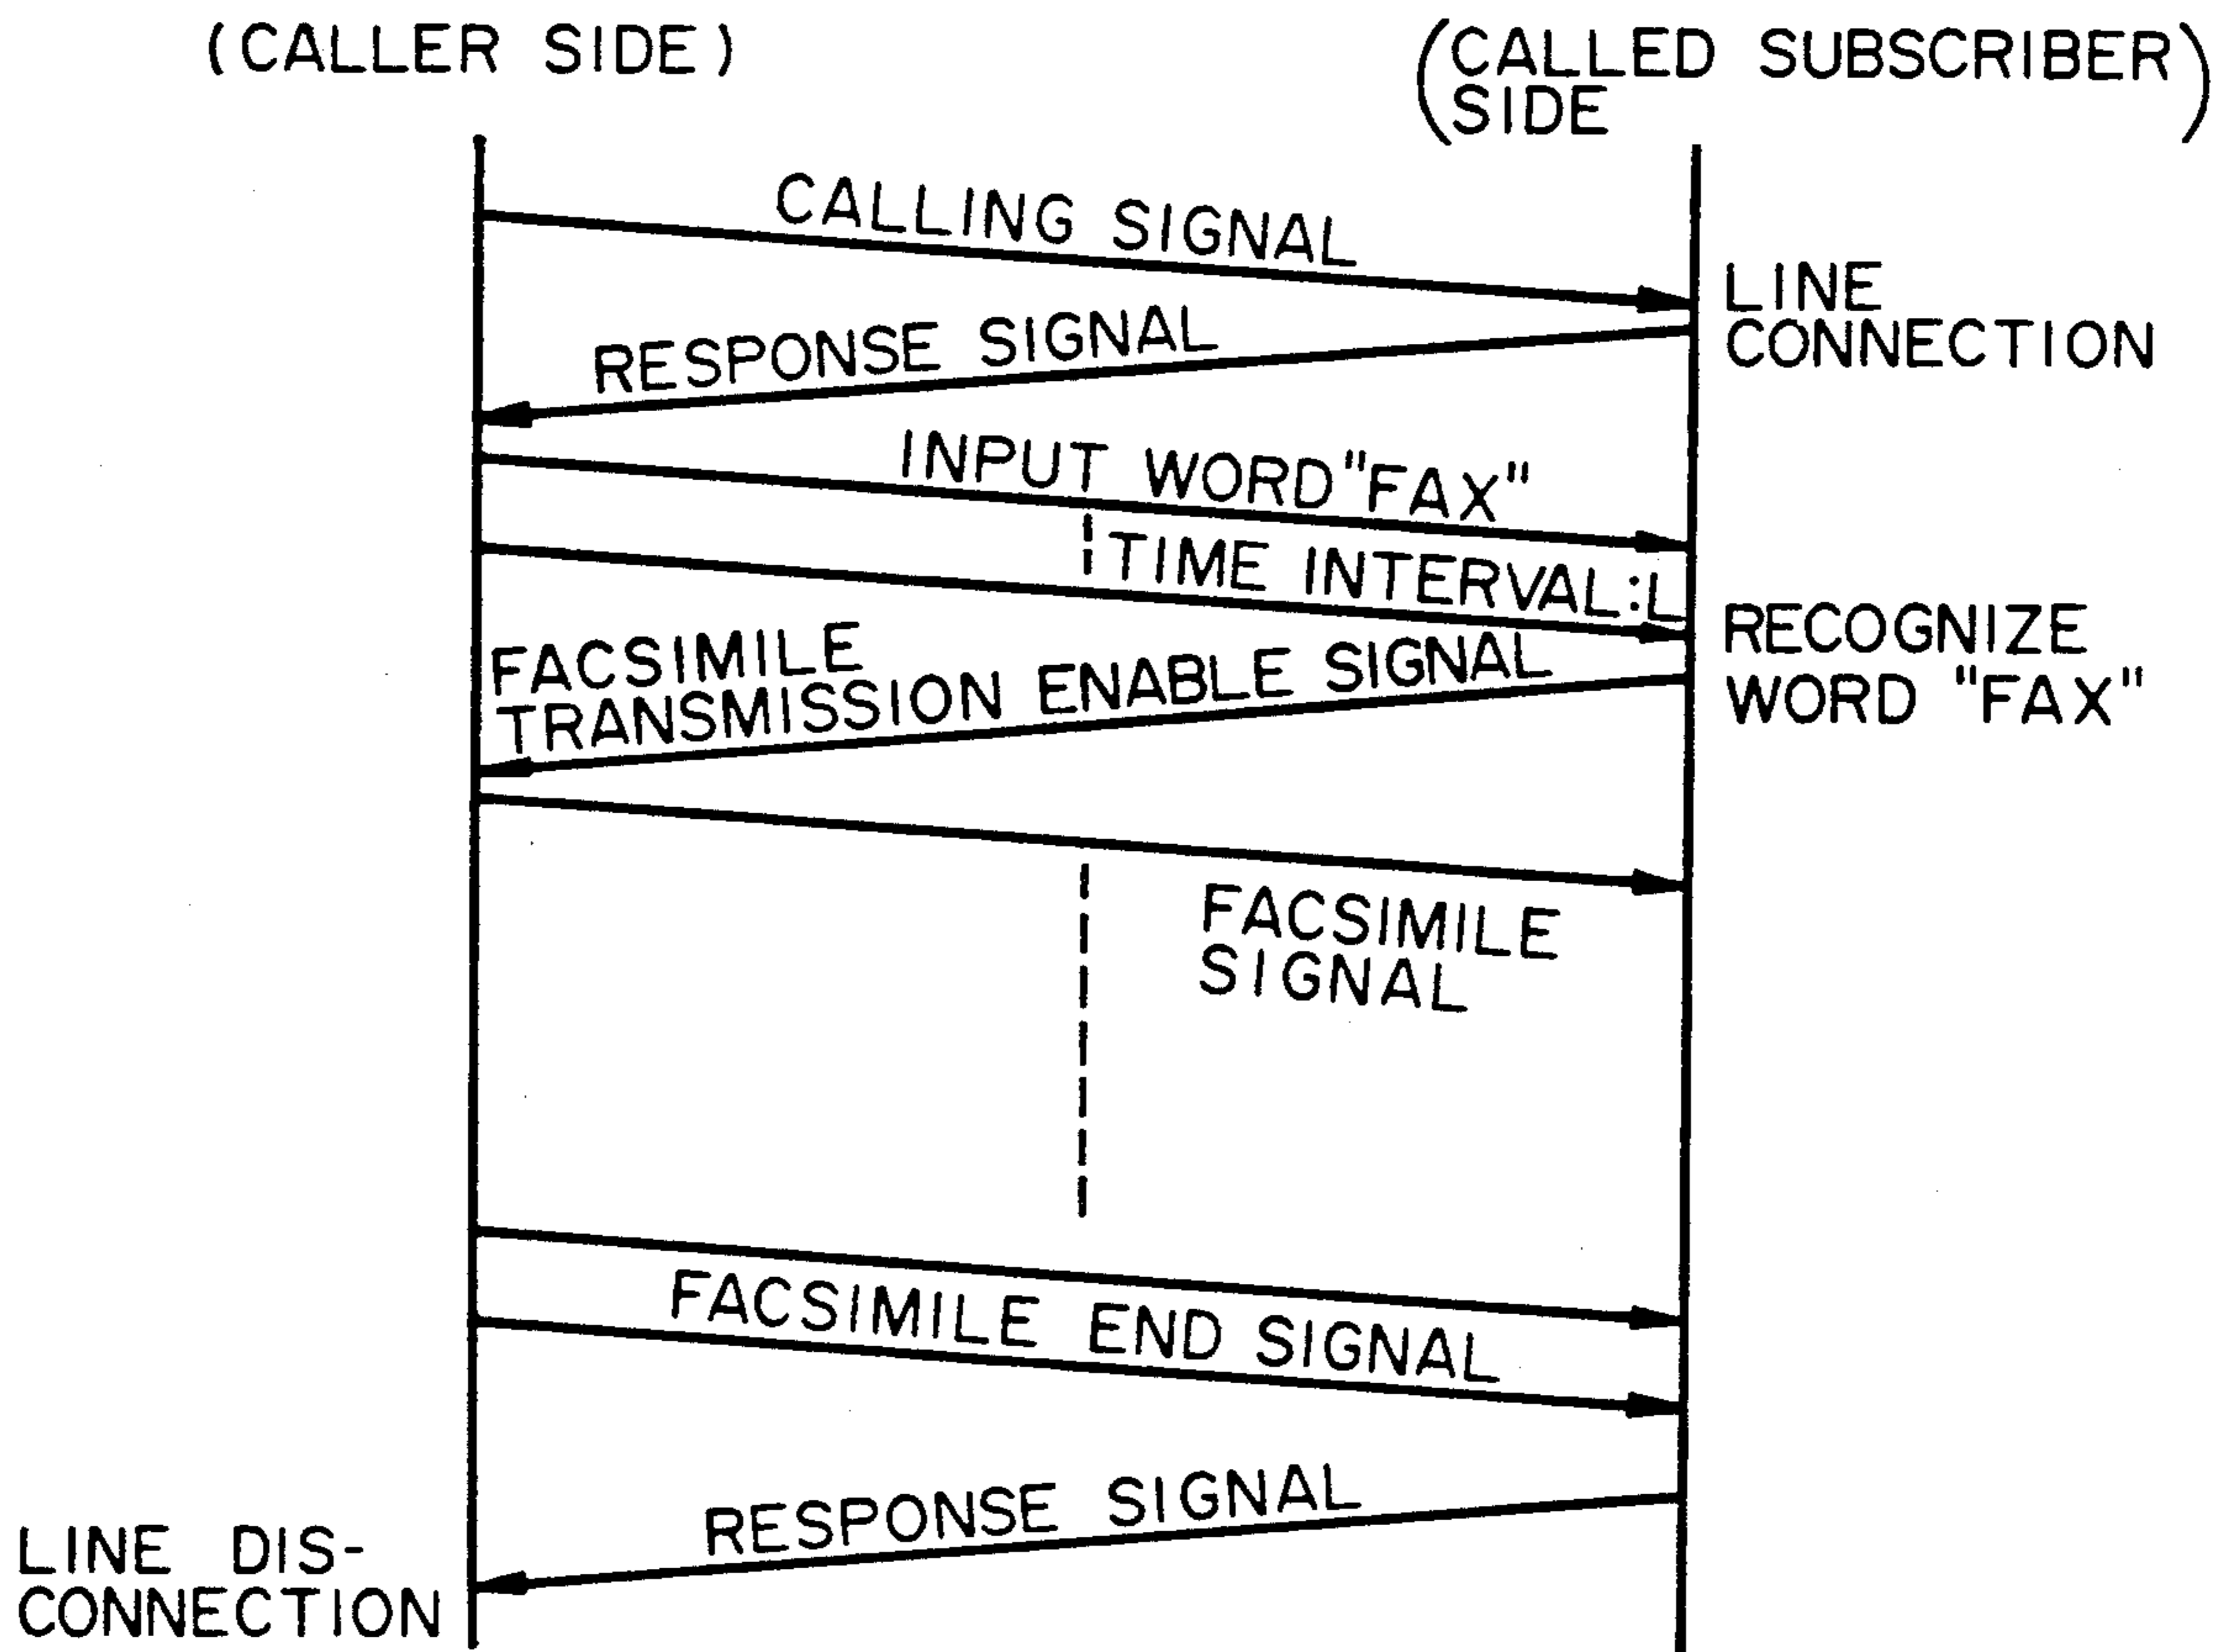 (CALLER SIDE)
(CALLED SUBSCRIBER
SIDE)
CALLING SIGNAL
LINE
CONNECTION
RESPONSE SIGNAL
INPUT WORD "FAX"
TIME INTERVAL:L
RECOGNIZE
WORD "FAX"
FACSIMILE
TRANSMISSION ENABLE SIGNAL
FACSIMILE
SIGNAL
FACSIMILE END SIGNAL
RESPONSE SIGNAL
LINE DIS-
CONNECTION